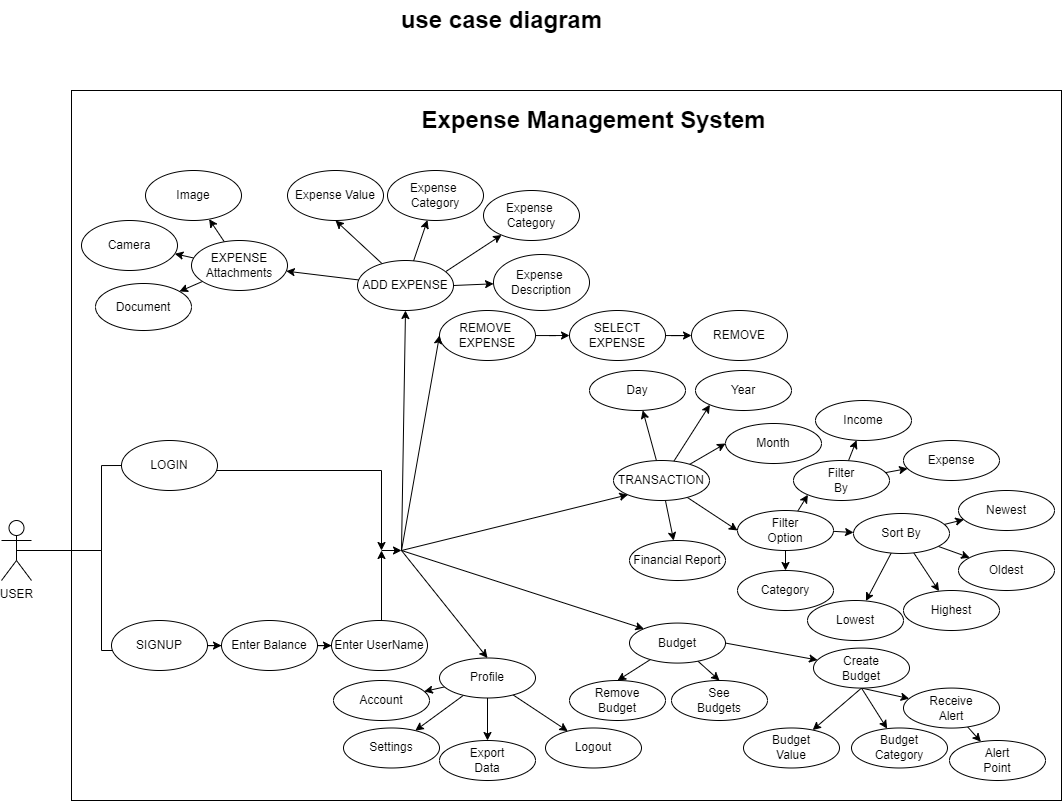 use case diagram
Expense Management System
Image
Expense Value
Expense
Category
Expense
Category
Camera
EXPENSE
Attachments
ADD EXPENSE
Expense
Description
Document
REMOVE
EXPENSE
SELECT
EXPENSE
REMOVE
Day
Year
Income
Month
LOGIN
TRANSACTION
Filter
By
Expense
Newest
Filter
Option
Sort By
Financial Report
Oldest
Category
USER
Highest
Lowest
SIGNUP
Enter Balance
Enter UserName
Budget
Create
Budget
Profile
Account
Remove
Budget
See
Budgets
Receive
Alert
Settings
Export
Data
Logout
Budget
Value
Budget
Category
Alert
Point